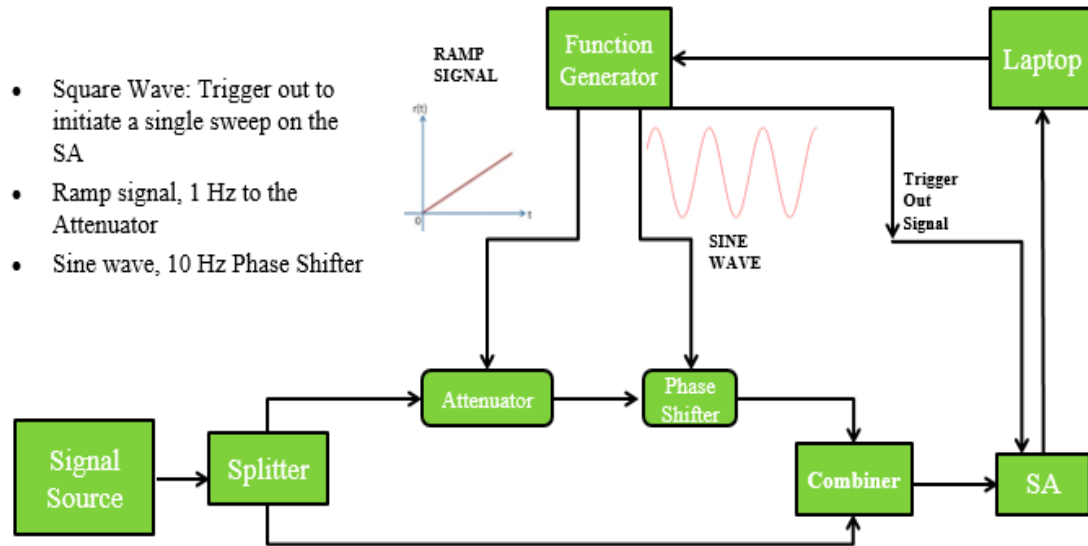 • Square Wave: Trigger out to
initiate a single sweep on the
SA
• Ramp signal, 1 Hz to the
Attenuator
• Sine wave, 10 Hz Phase Shifter
RAMP
SIGNAL
r(t)
0
t
Function
Generator
Laptop
SINE
WAVE
Trigger
Out
Signal
Attenuator
Phase
Shifter
Signal
Source
Splitter
Combiner
SA